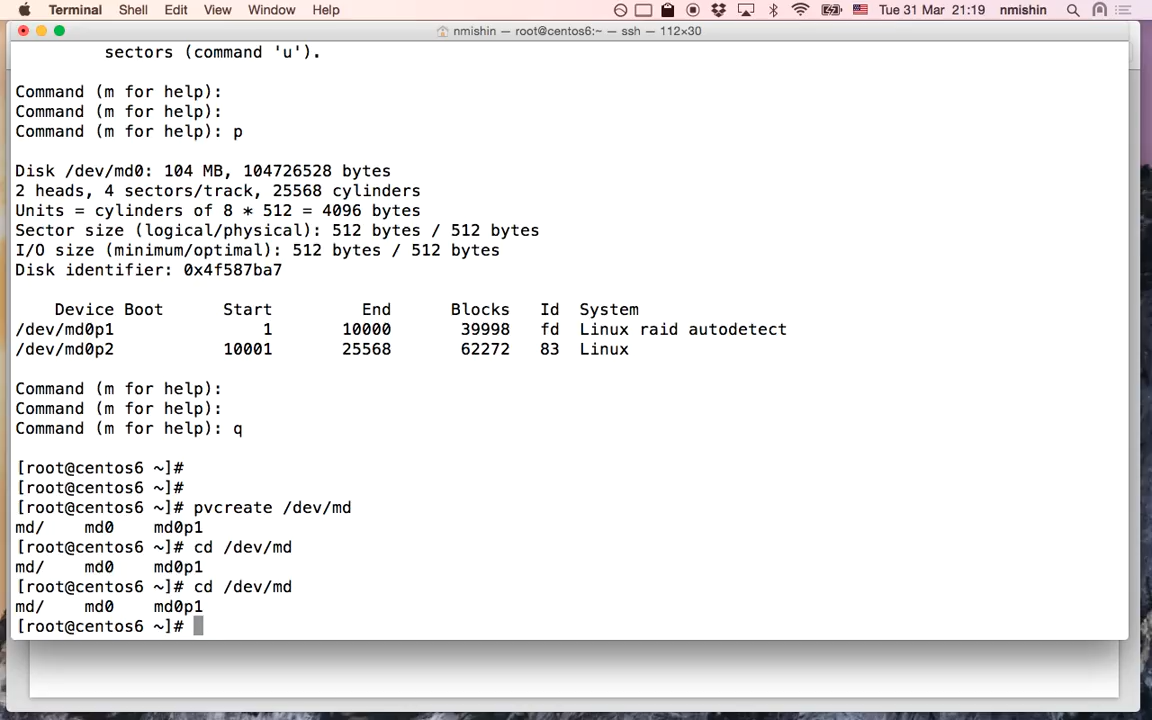 Terminal Shell Edit View Window Help Tue 31 Mar 21:19 nmishin
nmishin — root@centos6:~ — ssh — 112×30
sectors (command 'u').
Command (m for help):
Command (m for help):
Command (m for help): p
Disk /dev/md0: 104 MB, 104726528 bytes
2 heads, 4 sectors/track, 25568 cylinders
Units = cylinders of 8 * 512 = 4096 bytes
Sector size (logical/physical): 512 bytes / 512 bytes
I/O size (minimum/optimal): 512 bytes / 512 bytes
Disk identifier: 0x4f587ba7
Device Boot Start End Blocks Id System
/dev/md0p1 1 10000 39998 fd Linux raid autodetect
/dev/md0p2 10001 25568 62272 83 Linux
Command (m for help):
Command (m for help):
Command (m for help): q
[root@centos6 ~]#
[root@centos6 ~]#
[root@centos6 ~]# pvcreate /dev/md
md/ md0 md0p1
[root@centos6 ~]# cd /dev/md
md/ md0 md0p1
[root@centos6 ~]# cd /dev/md
md/ md0 md0p1
[root@centos6 ~]#